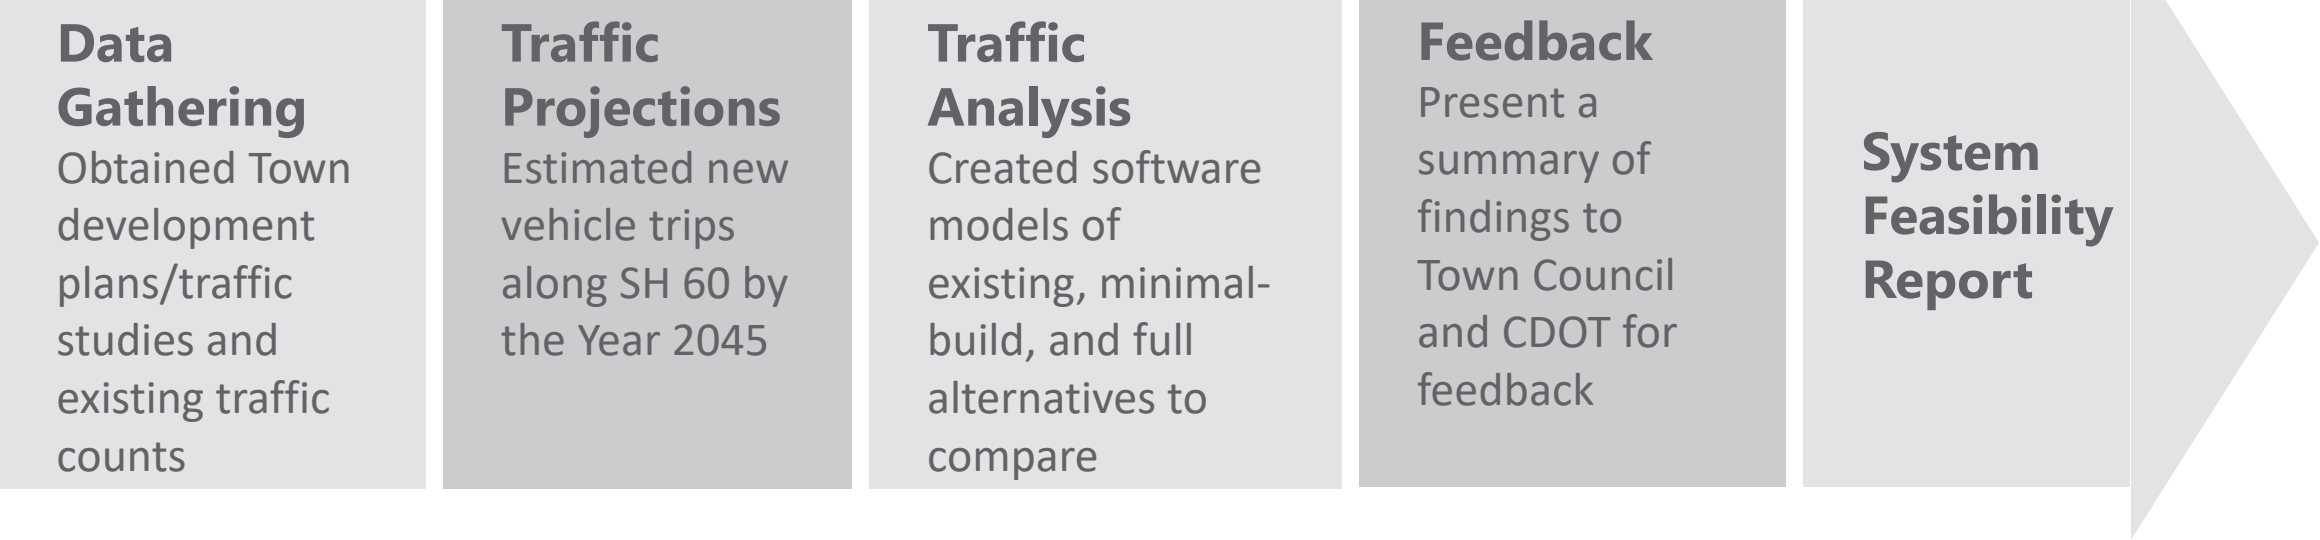 Data
Gathering
Obtained Town
development
plans/traffic
studies and
existing traffic
counts
Traffic
Projections
Estimated new
vehicle trips
along SH 60 by
the Year 2045
Traffic
Analysis
Created software
models of
existing, minimal-
build, and full
alternatives to
compare
Feedback
Present a
summary of
findings to
Town Council
and CDOT for
feedback
System
Feasibility
Report